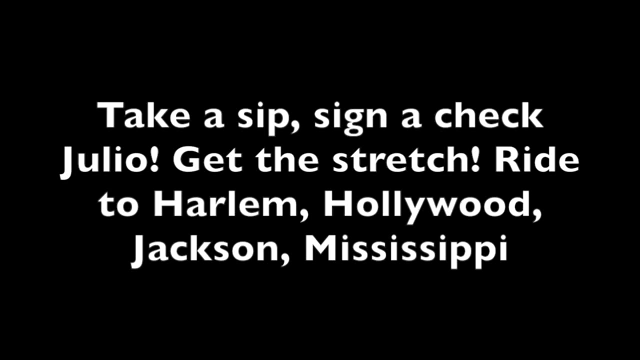 Take a sip, sign a check
Julio! Get the stretch! Ride
to Harlem, Hollywood,
Jackson, Mississippi